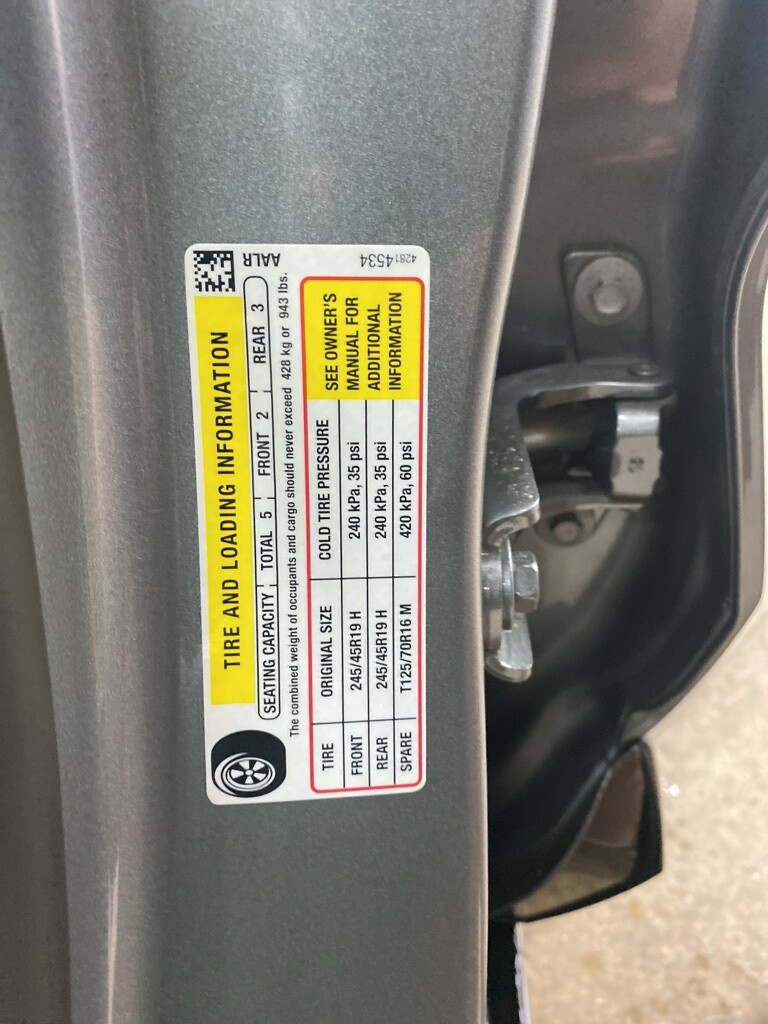 TIRE AND LOADING INFORMATION
AALR
SEATING CAPACITY TOTAL 5 FRONT 2 REAR 3
The combined weight of occupants and cargo should never exceed 428 kg or 943 lbs.
TIRE ORIGINAL SIZE COLD TIRE PRESSURE
FRONT 245/45R19 H 240 kPa, 35 psi
REAR 245/45R19 H 240 kPa, 35 psi
SPARE T125/70R16 M 420 kPa, 60 psi
SEE OWNER'S
MANUAL FOR
ADDITIONAL
INFORMATION
42814534